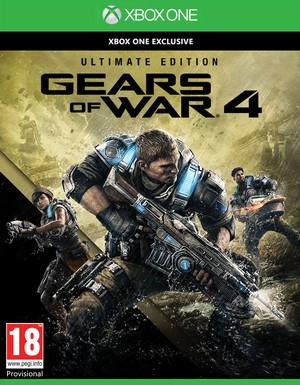 XBOX ONE
XBOX ONE EXCLUSIVE
ULTIMATE EDITION
GEARS
OF WAR 4
18
www.pegi.info
Provisional